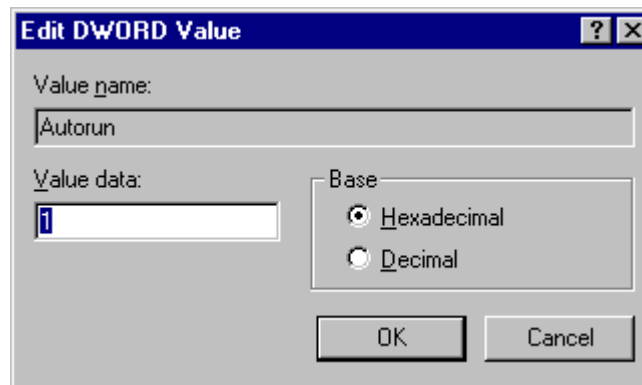 Edit DWORD Value
Value name:
Autorun
Value data:
1
Base
Hexadecimal
Decimal
OK
Cancel